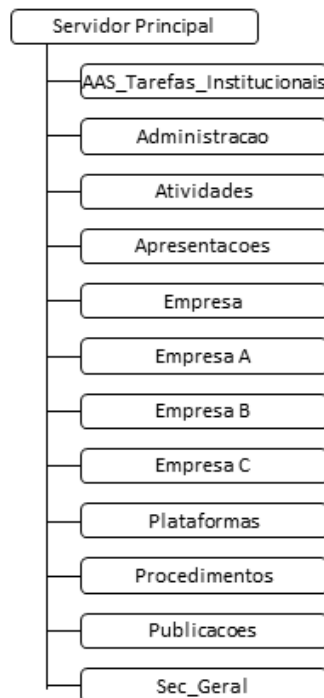 Servidor Principal
AAS_Tarefas_Institucionais
Administracao
Atividades
Apresentacoes
Empresa
Empresa A
Empresa B
Empresa C
Plataformas
Procedimentos
Publicacoes
Sec_Geral